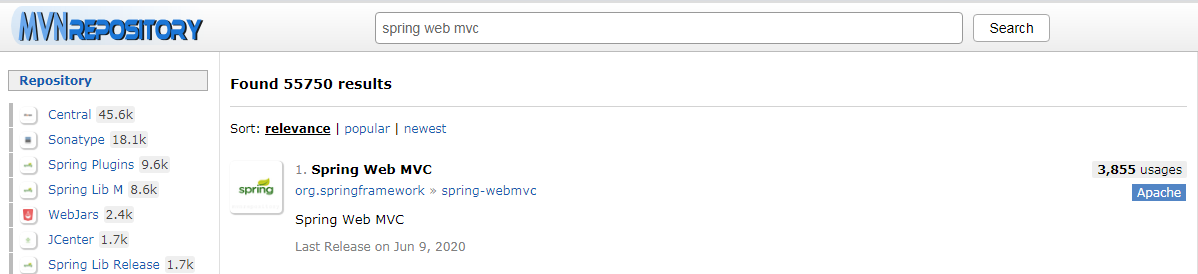 MVNREPOSITORY
spring web mvc
Search
Repository
Central 45.6k
Sonatype 18.1k
Spring Plugins 9.6k
Spring Lib M 8.6k
WebJars 2.4k
JCenter 1.7k
Spring Lib Release 1.7k
Found 55750 results
Sort: relevance | popular | newest
spring
1. Spring Web MVC
3,855 usages
org.springframework » spring-webmvc
Apache
Spring Web MVC
Last Release on Jun 9, 2020